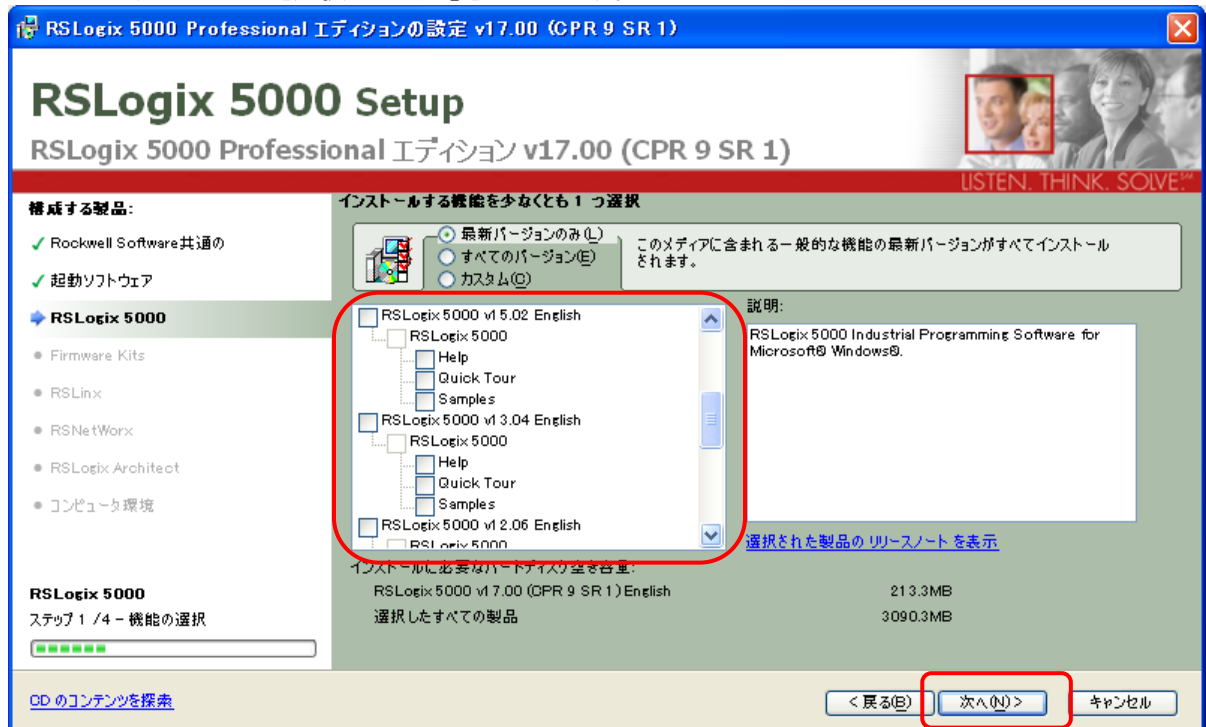 RSLogix 5000 Professional エディションの設定 v17.00 (CPR 9 SR 1)
RSLogix 5000 Setup
RSLogix 5000 Professional エディション v17.00 (CPR 9 SR 1)
LISTEN. THINK. SOLVE.℠
構成する製品:
Rockwell Software共通の
起動ソフトウェア
RSLogix 5000
Firmware Kits
RSLinx
RSNetWorx
RSLogix Architect
コンピュータ環境
RSLogix 5000
ステップ 1 /4 - 機能の選択
インストールする機能を少なくとも 1 つ選択
最新バージョンのみ(L)
すべてのバージョン(E)
カスタム(C)
このメディアに含まれる一般的な機能の最新バージョンがすべてインストール
されます。
RSLogix 5000 v15.02 English
RSLogix 5000
Help
Quick Tour
Samples
RSLogix 5000 v13.04 English
RSLogix 5000
Help
Quick Tour
Samples
RSLogix 5000 v12.06 English
RSLogix 5000
説明:
RSLogix 5000 Industrial Programming Software for
Microsoft® Windows®.
選択された製品の リリースノート を表示
インストールに必要なハードディスク空き容量:
RSLogix 5000 v17.00 (CPR 9 SR 1) English 213.3MB
選択したすべての製品 3090.3MB
CD のコンテンツを探索
< 戻る(B)
次へ(N) >
キャンセル